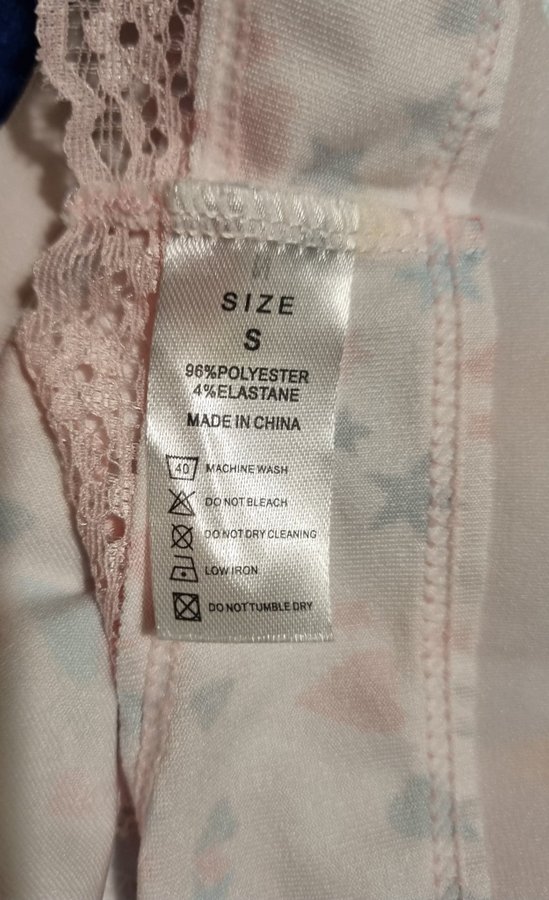 SIZE
S
96%POLYESTER
4%ELASTANE
MADE IN CHINA
40 MACHINE WASH
DO NOT BLEACH
DO NOT DRY CLEANING
LOW IRON
DO NOT TUMBLE DRY